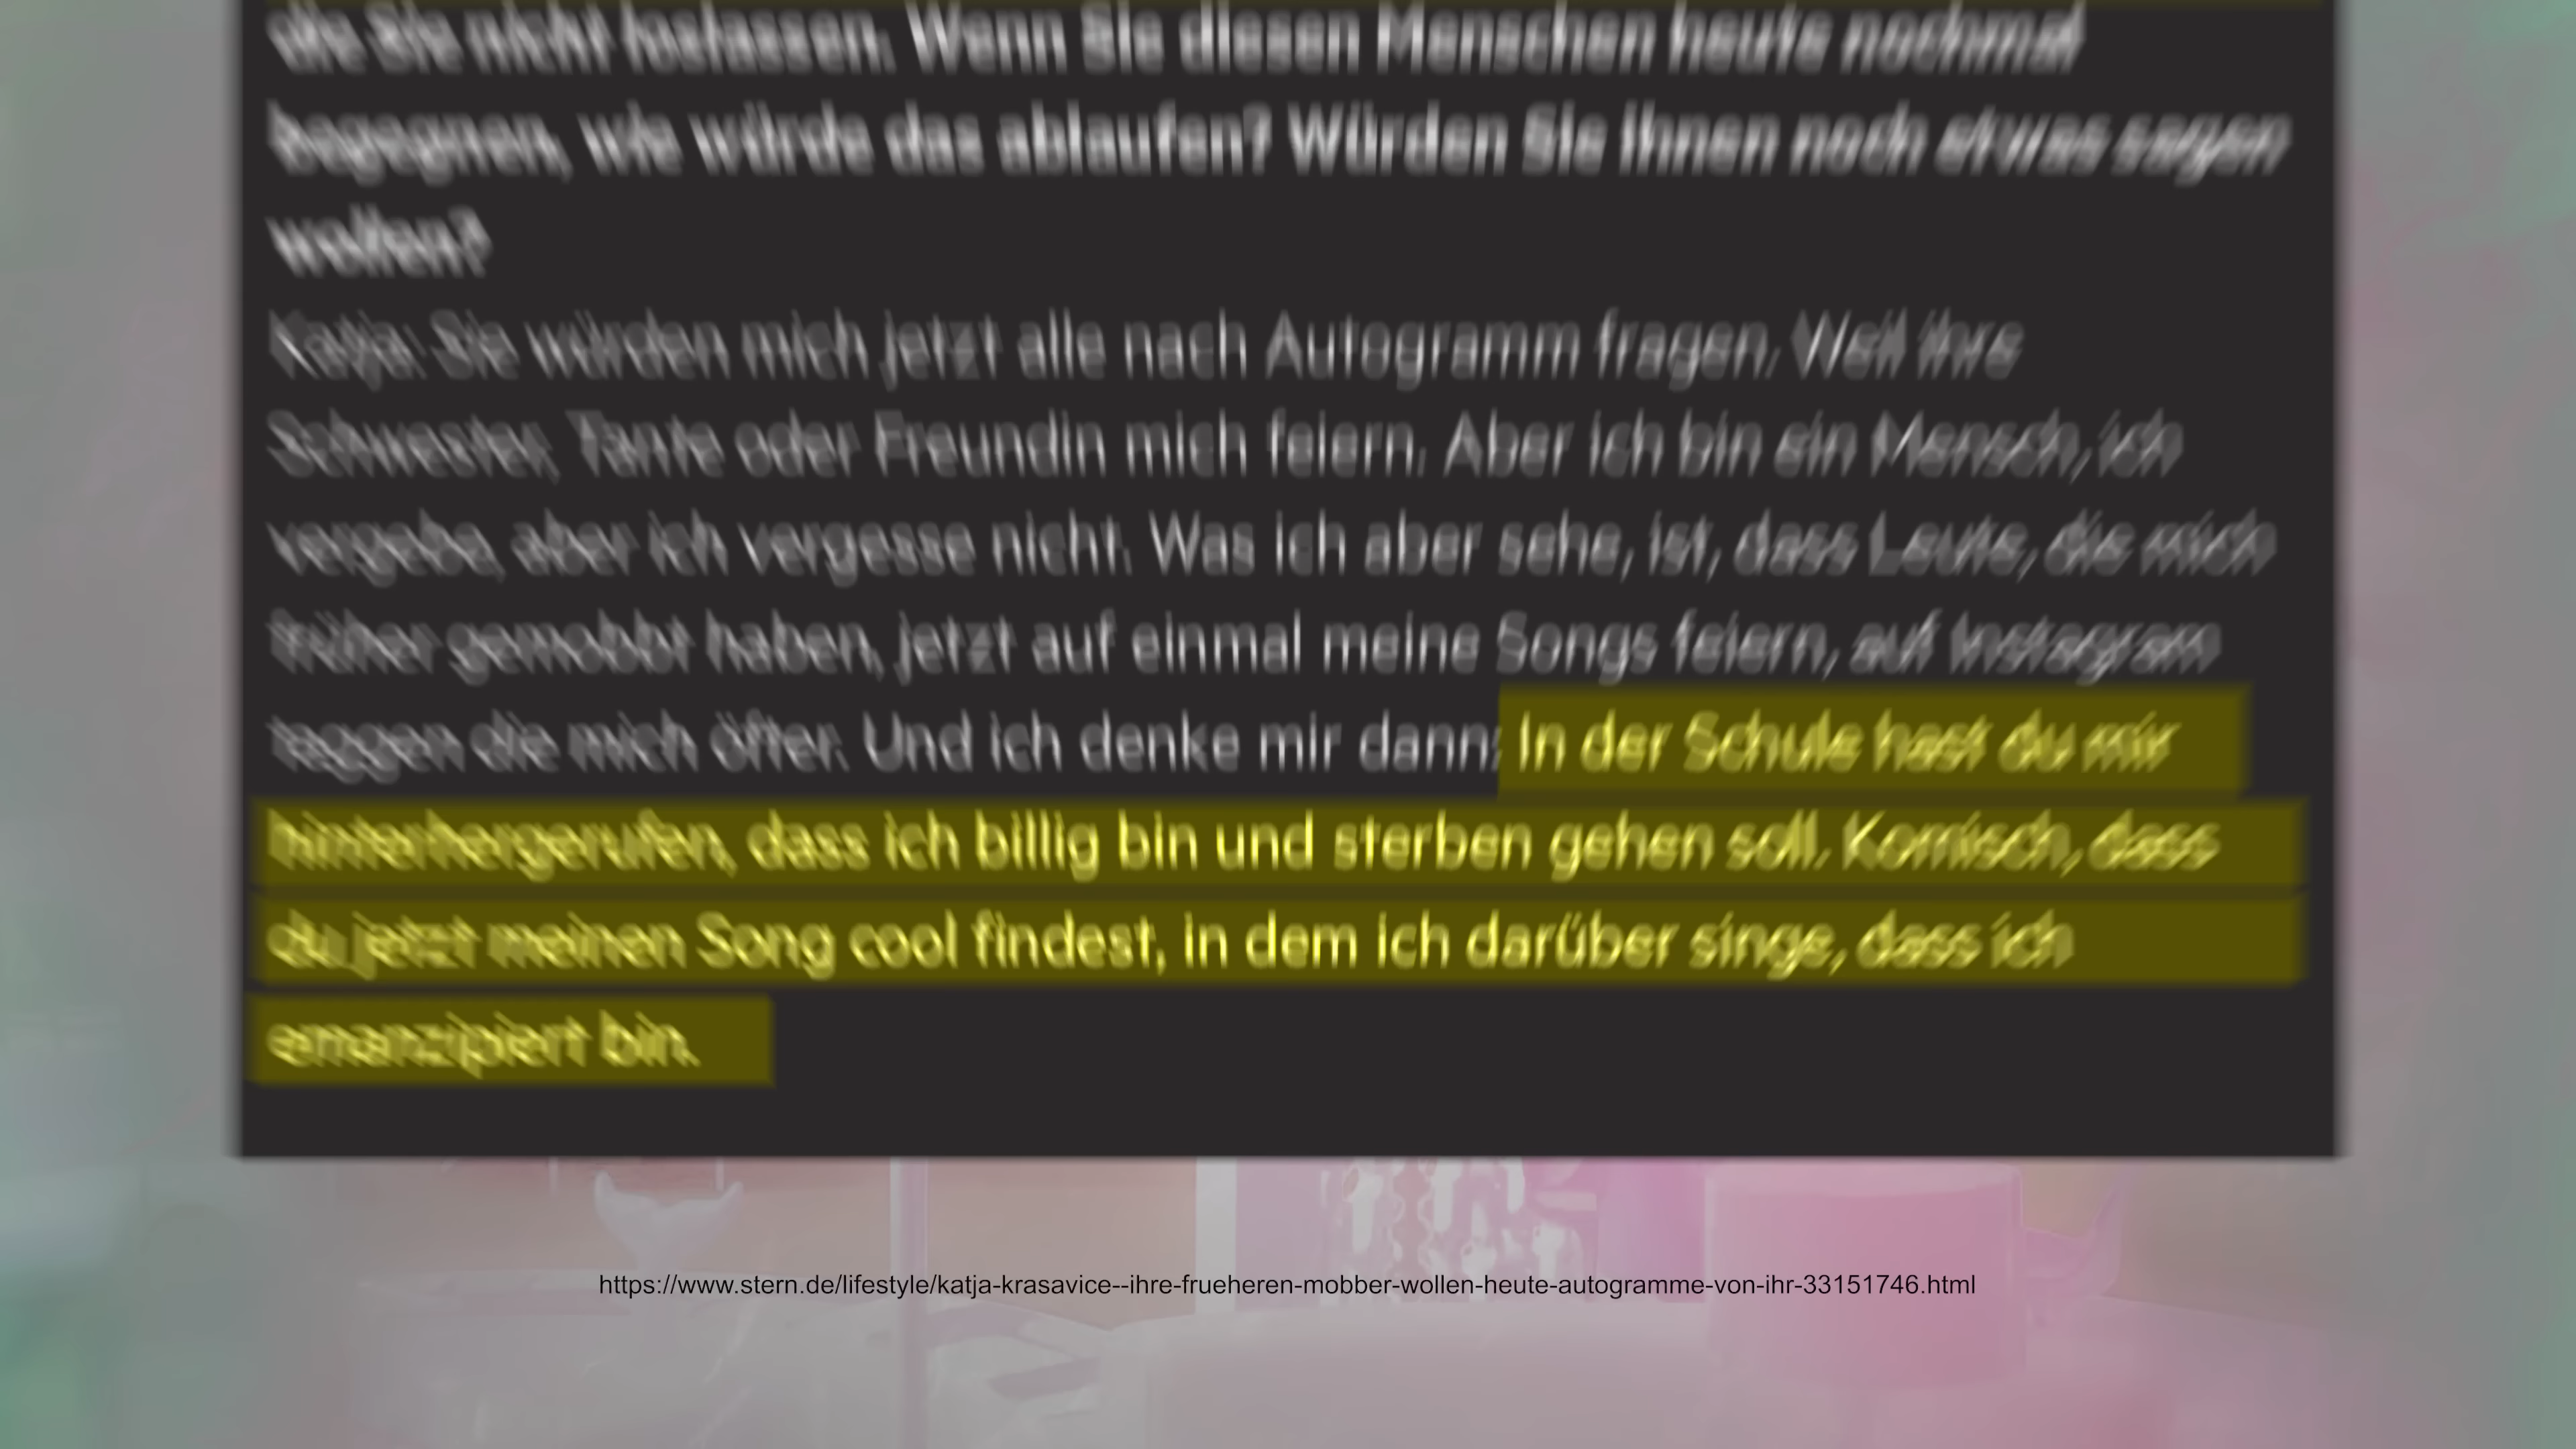 die Sie nicht loslassen. Wenn Sie diesen Menschen heute nochmal
begegnen, wie würde das ablaufen? Würden Sie Ihnen noch etwas sagen
wollen?
Katja: Sie würden mich jetzt alle nach Autogramm fragen. Weil ihre
Schwester, Tante oder Freundin mich feiern. Aber ich bin ein Mensch, ich
vergebe, aber ich vergesse nicht. Was ich aber sehe, ist, dass Leute, die mich
früher gemobbt haben, jetzt auf einmal meine Songs feiern, auf Instagram
taggen die mich öfter. Und ich denke mir dann: In der Schule hast du mir
hinterhergerufen, dass ich billig bin und sterben gehen soll. Komisch, dass
du jetzt meinen Song cool findest, in dem ich darüber singe, dass ich
emanzipiert bin.
https://www.stern.de/lifestyle/katja-krasavice--ihre-frueheren-mobber-wollen-heute-autogramme-von-ihr-33151746.html